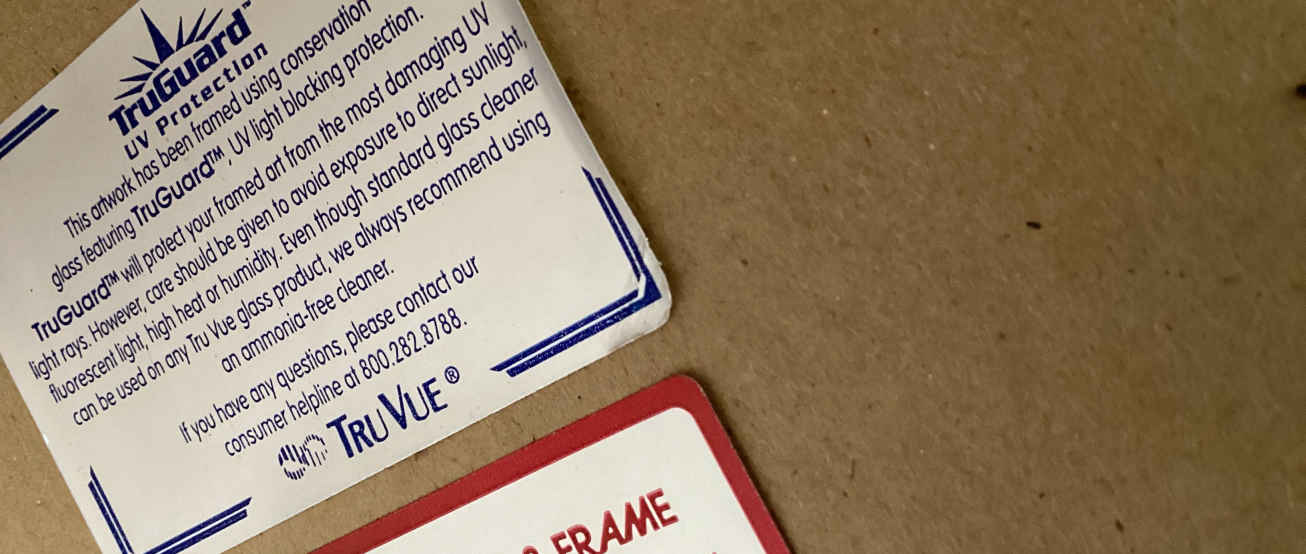 TruGuard™
UV Protection
This artwork has been framed using conservation
glass featuring TruGuard™, UV light blocking protection.
TruGuard™ will protect your framed art from the most damaging UV
light rays. However, care should be given to avoid exposure to direct sunlight,
fluorescent light, high heat or humidity. Even though standard glass cleaner
can be used on any Tru Vue glass product, we always recommend using
an ammonia-free cleaner.
If you have any questions, please contact our
consumer helpline at 800.282.8788.
TRU VUE®
& FRAME